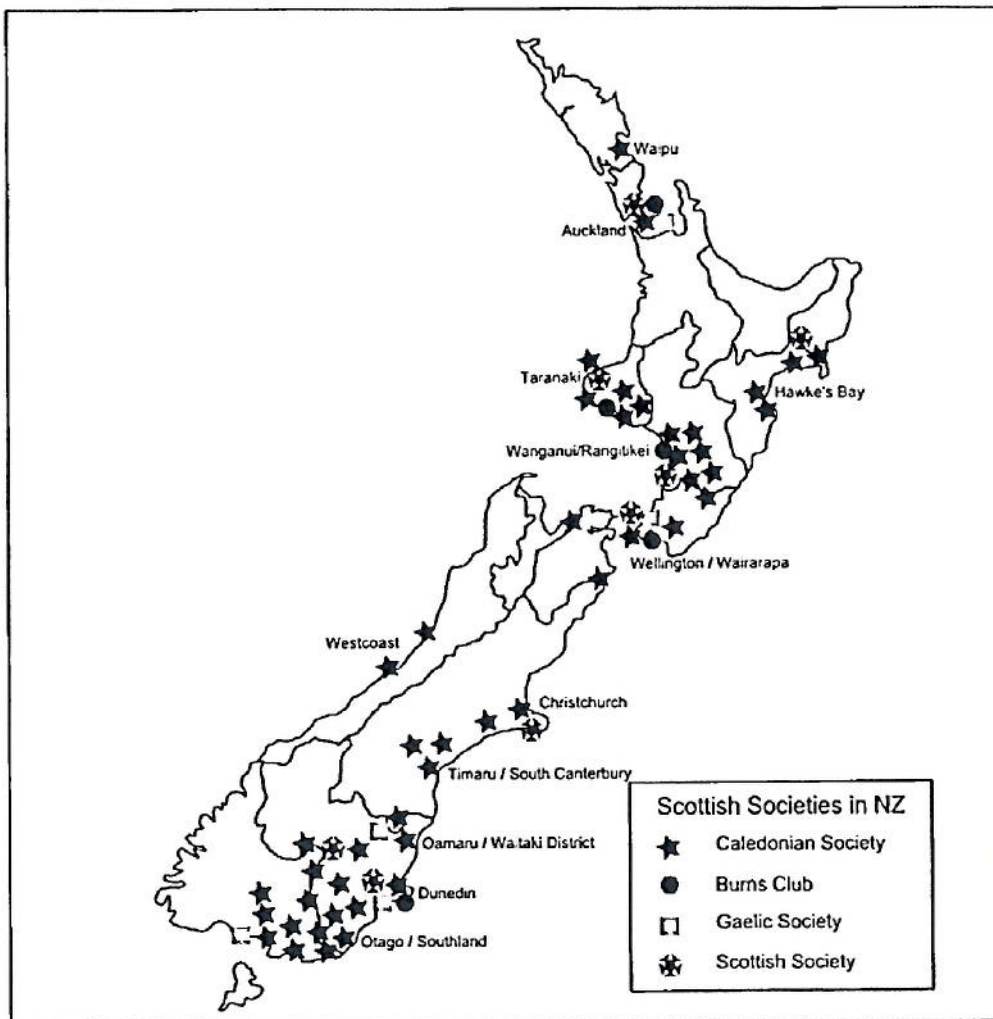 Waipu
Auckland
Taranaki
Hawke's Bay
Wanganui/Rangitikei
Wellington / Wairarapa
Westcoast
Christchurch
Timaru / South Canterbury
Oamaru / Waitaki District
Dunedin
Otago / Southland
Scottish Societies in NZ
Caledonian Society
Burns Club
Gaelic Society
Scottish Society